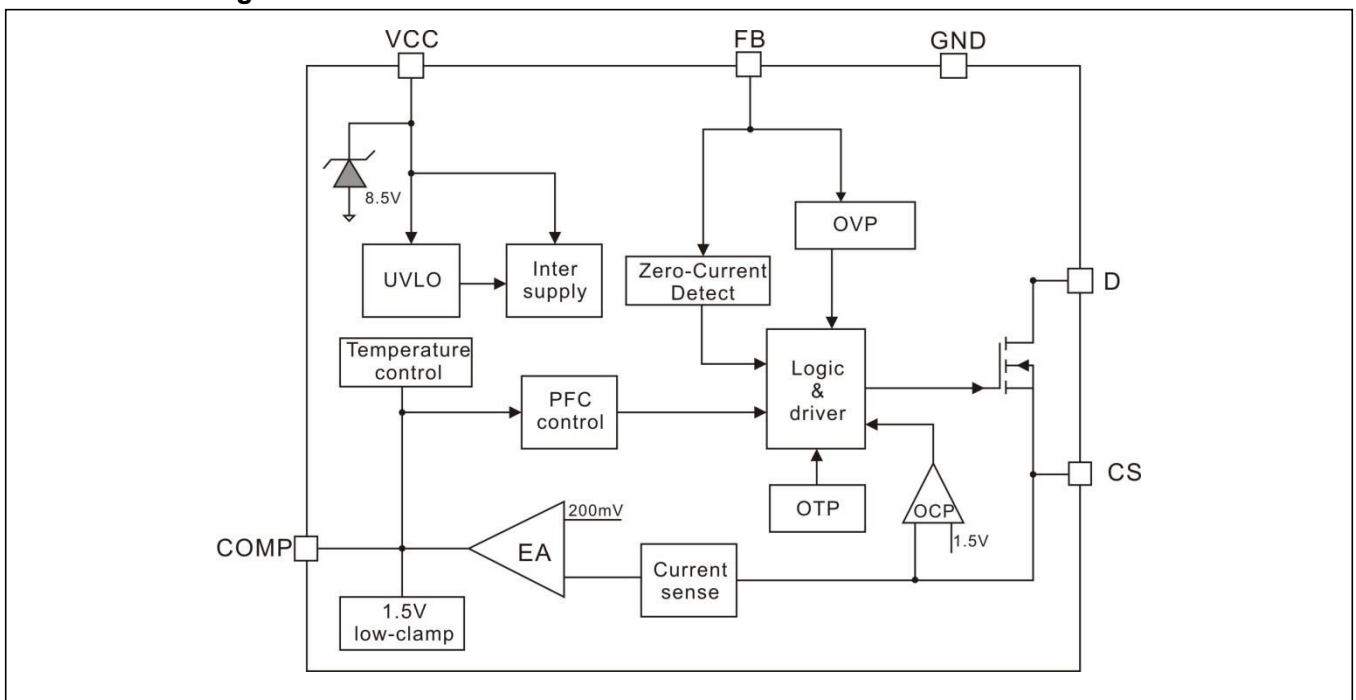 VCC
FB
GND
8.5V
OVP
UVLO
Inter
supply
Zero-Current
Detect
D
Temperature
control
PFC
control
Logic
&
driver
CS
OTP
OCP
1.5V
200mV
COMP
EA
Current
sense
1.5V
low-clamp